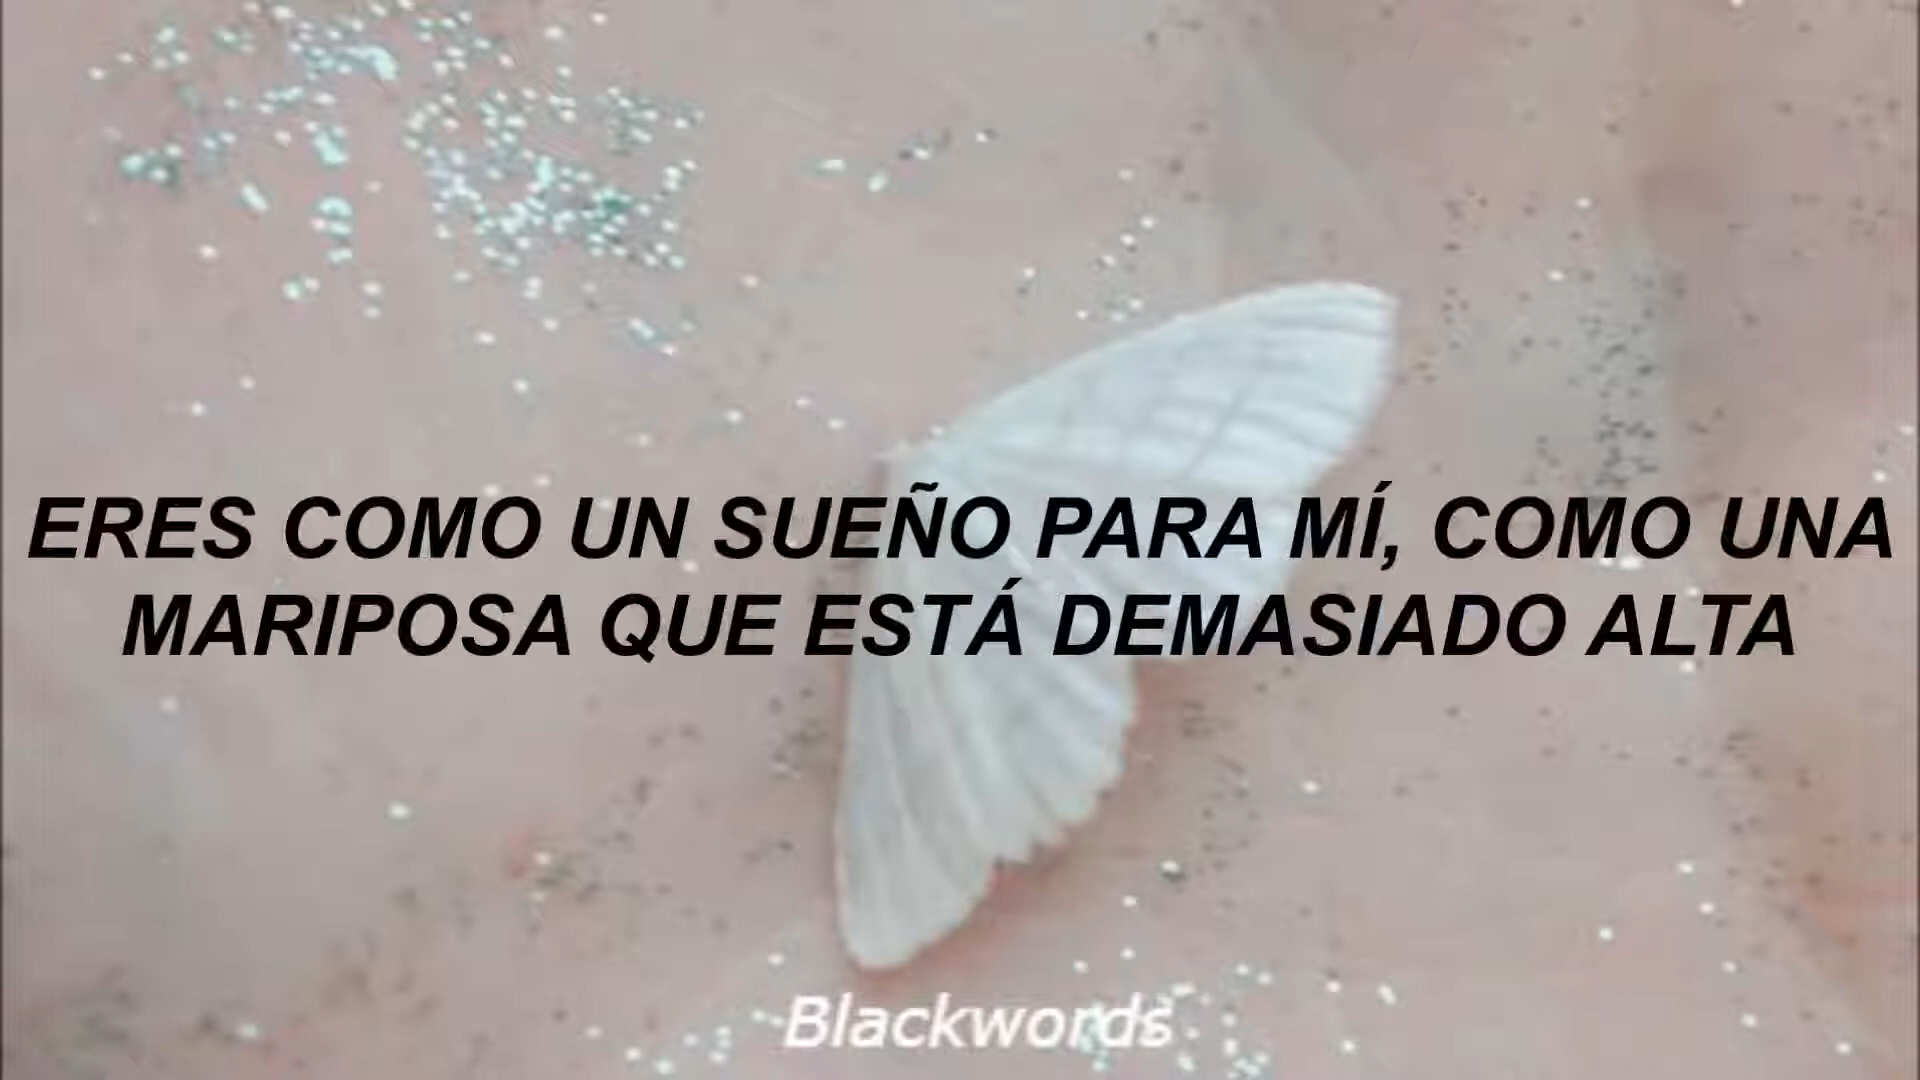 ERES COMO UN SUEÑO PARA MÍ, COMO UNA
MARIPOSA QUE ESTÁ DEMASIADO ALTA
Blackwords